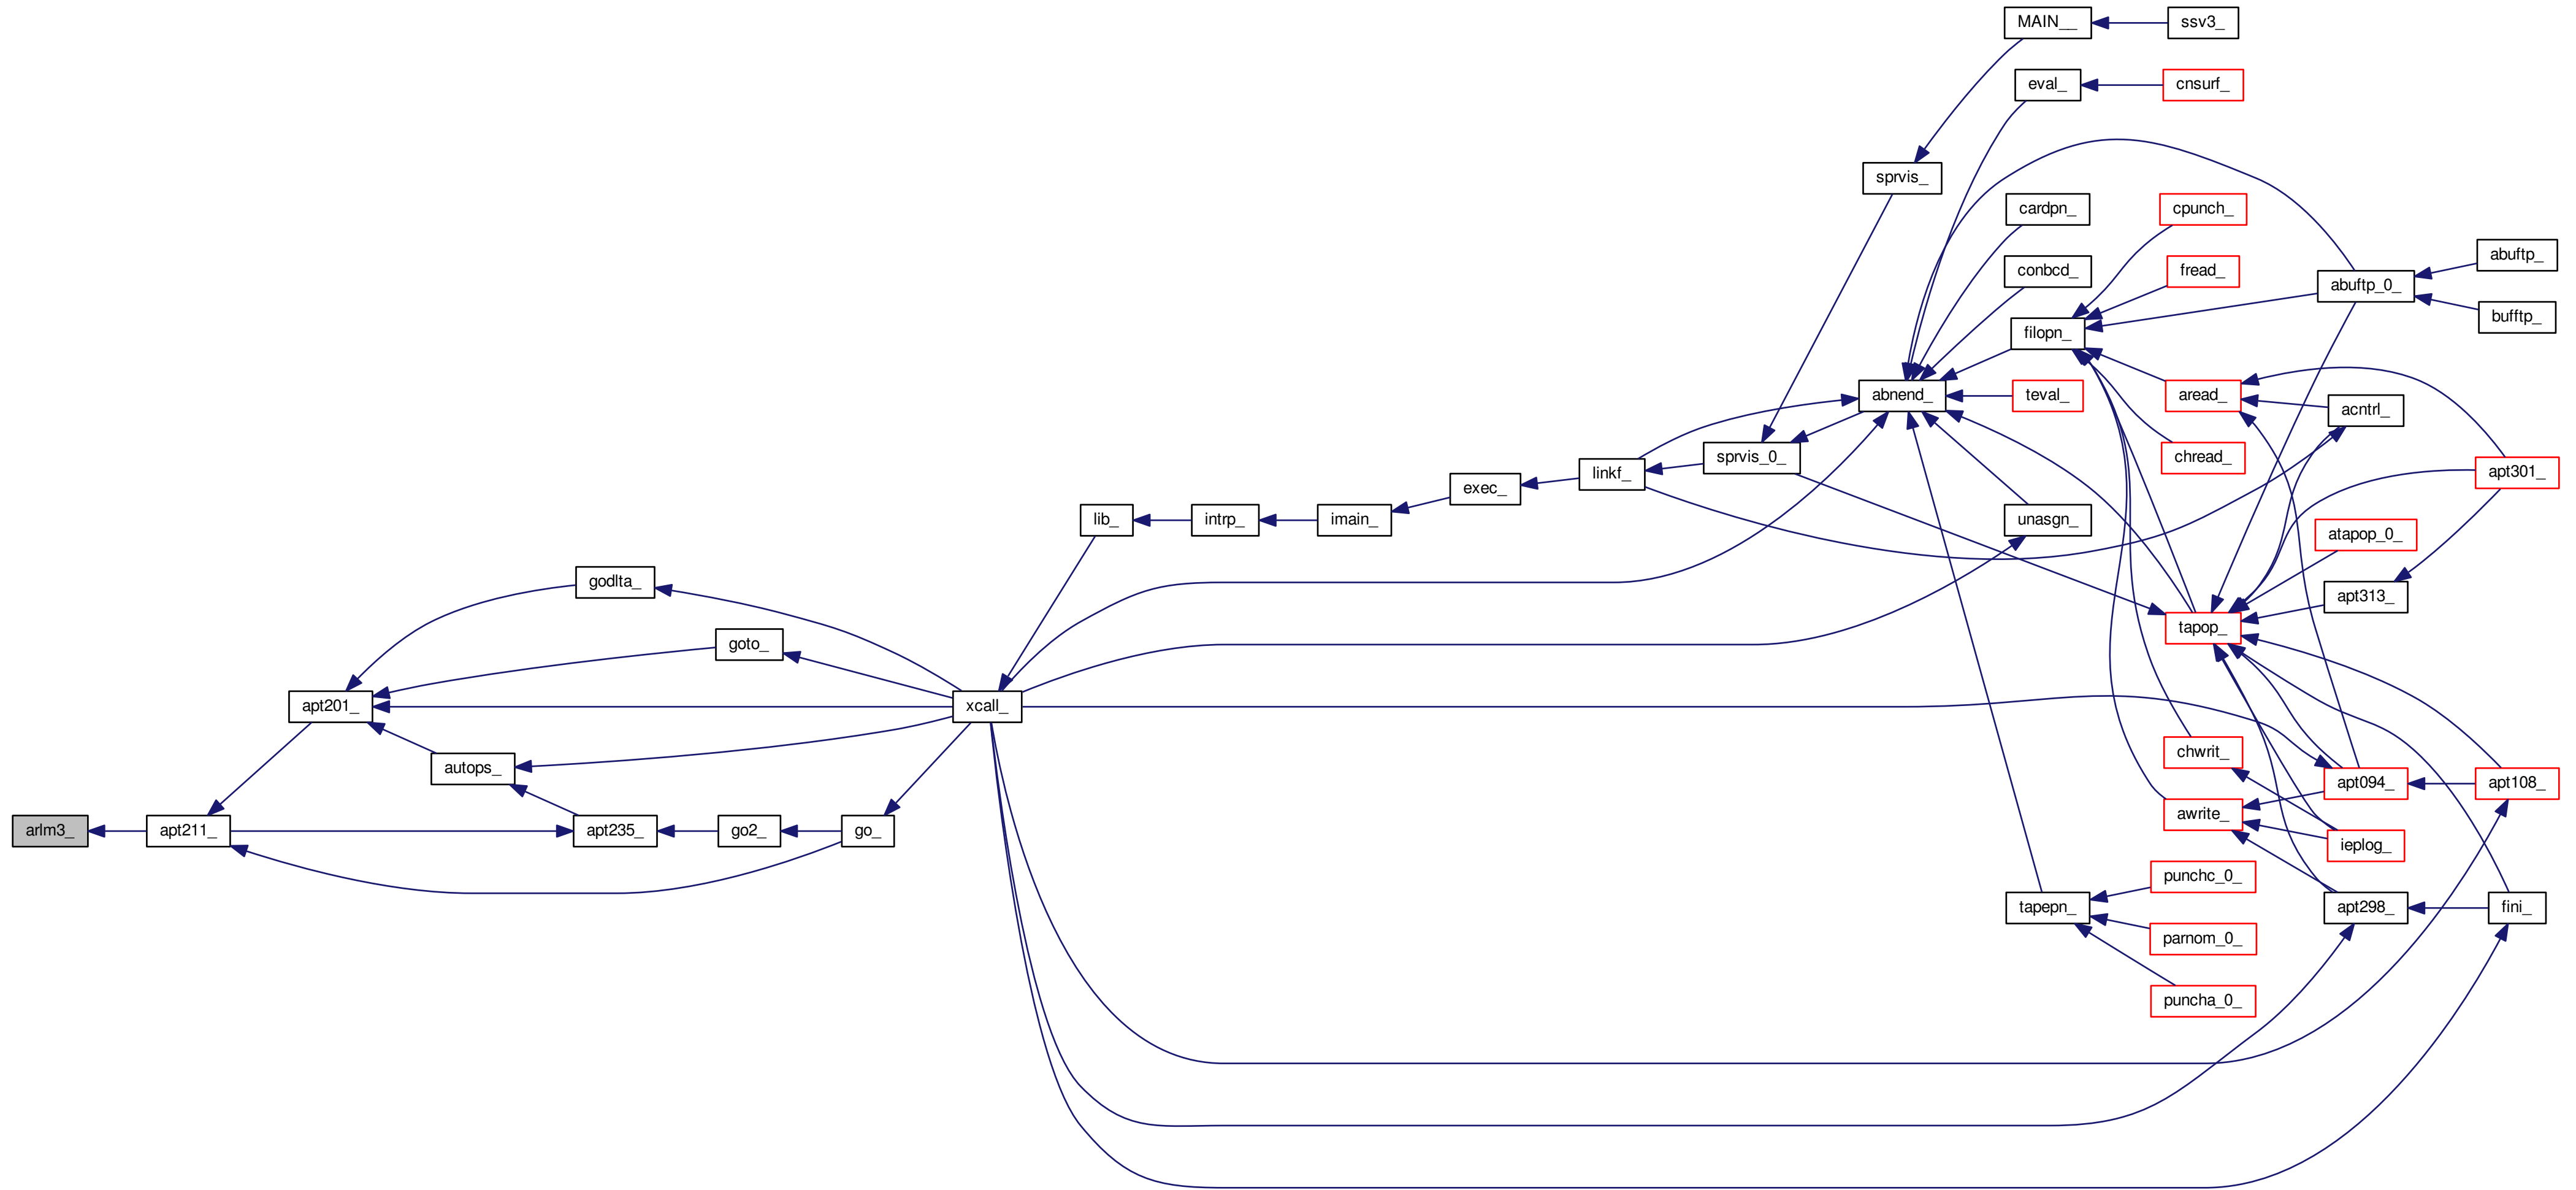 MAIN__
ssv3_
eval_
cnsurf_
sprvis_
cardpn_
cpunch_
abuftp_
conbcd_
fread_
abuftp_0_
bufftp_
filopn_
abnend_
teval_
aread_
acntrl_
sprvis_0_
chread_
linkf_
apt301_
exec_
lib_
intrp_
imain_
unasgn_
atapop_0_
godlta_
apt313_
tapop_
goto_
apt201_
xcall_
chwrit_
autops_
apt094_
apt108_
awrite_
arlm3_
apt211_
apt235_
go2_
go_
ieplog_
punchc_0_
tapepn_
apt298_
fini_
parnom_0_
puncha_0_